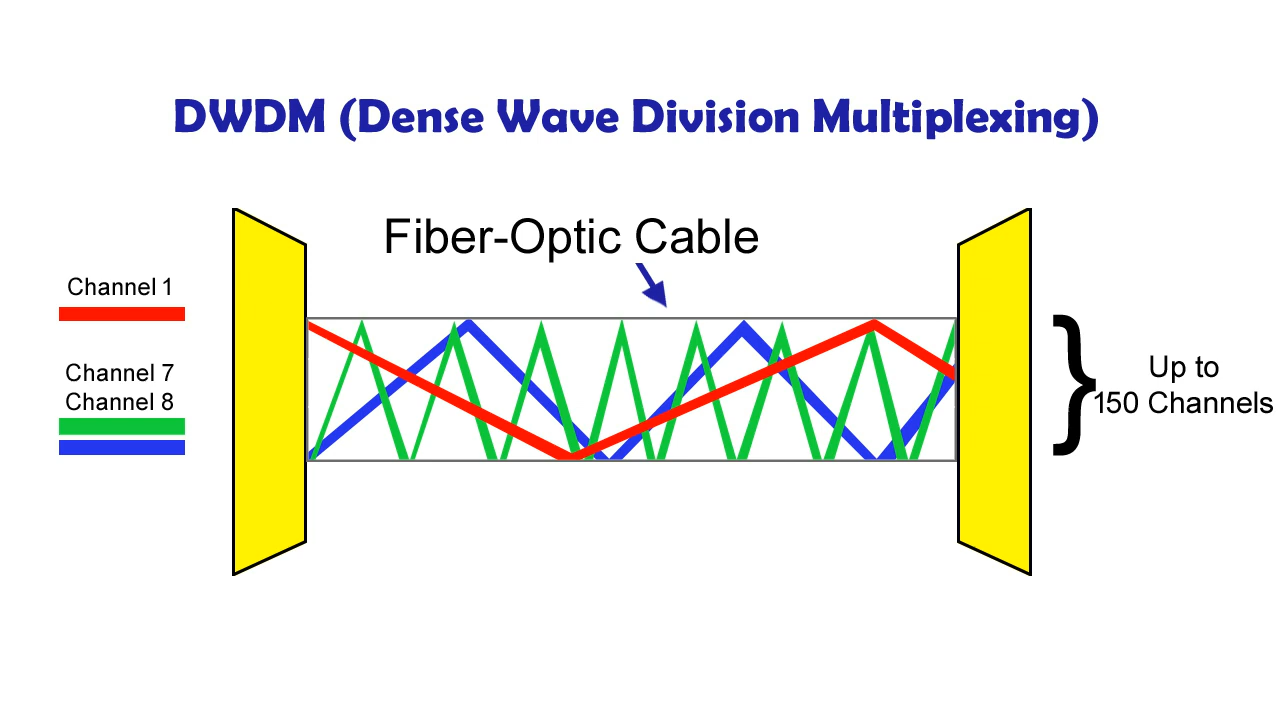 DWDM (Dense Wave Division Multiplexing)
Fiber-Optic Cable
Channel 1
Channel 7
Channel 8
Up to
150 Channels